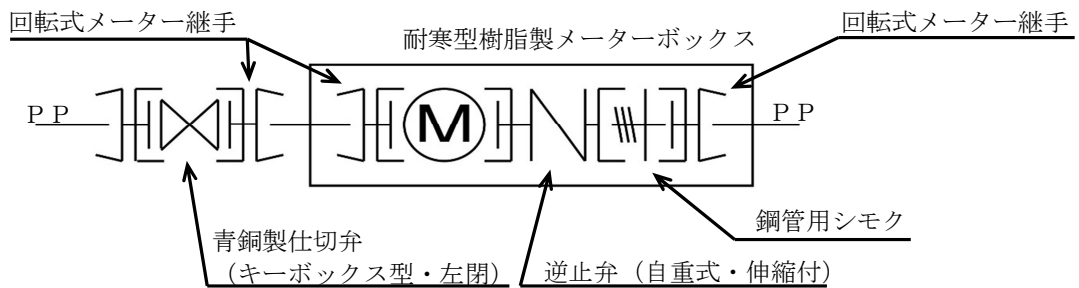 回転式メーター継手
耐寒型樹脂製メーターボックス
回転式メーター継手
ＰＰ
M
ＰＰ
青銅製仕切弁
（キーボックス型・左閉）
逆止弁（自重式・伸縮付）
鋼管用シモク